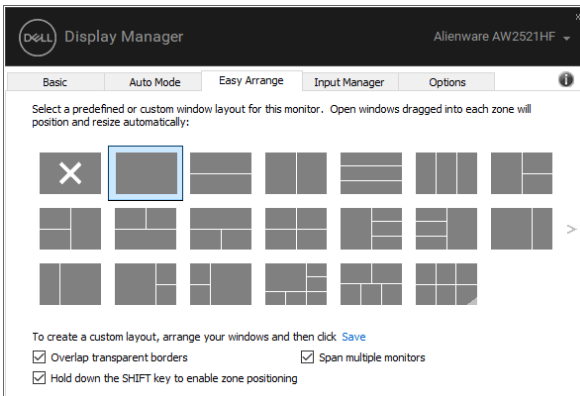 DELL Display Manager
Alienware AW2521HF
Basic Auto Mode Easy Arrange Input Manager Options
Select a predefined or custom window layout for this monitor. Open windows dragged into each zone will
position and resize automatically:
To create a custom layout, arrange your windows and then click Save
Overlap transparent borders
Span multiple monitors
Hold down the SHIFT key to enable zone positioning